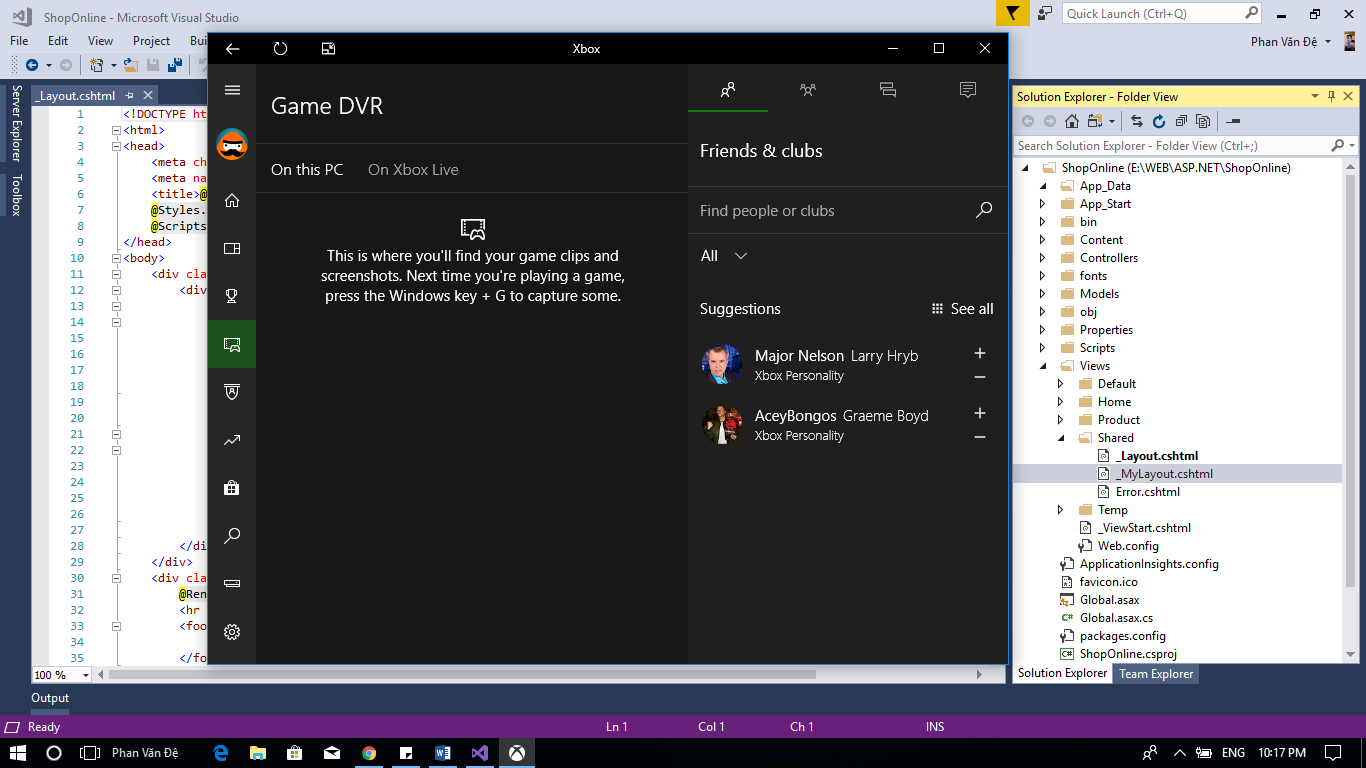 ShopOnline - Microsoft Visual Studio
Quick Launch (Ctrl+Q)
File Edit View Project Bui
Phan Văn Đệ
Xbox
Server Explorer
Toolbox
_Layout.cshtml
1 <!DOCTYPE ht
2 <html>
3 <head>
4 <meta ch
5 <meta na
6 <title>@
7 @Styles.
8 @Scripts
9 </head>
10 <body>
11 <div cla
12 <div
13
14
15
16
17
18
19
20
21
22
23
24
25
26
27
28 </di
29 </div>
30 <div cla
31 @Ren
32 <hr
33 <foo
34
35 </fo
100 %
Game DVR
On this PC On Xbox Live
This is where you'll find your game clips and
screenshots. Next time you're playing a game,
press the Windows key + G to capture some.
Friends & clubs
Find people or clubs
All
Suggestions See all
Major Nelson Larry Hryb
Xbox Personality
AceyBongos Graeme Boyd
Xbox Personality
Solution Explorer - Folder View
Search Solution Explorer - Folder View (Ctrl+;)
ShopOnline (E:\WEB\ASP.NET\ShopOnline)
App_Data
App_Start
bin
Content
Controllers
fonts
Models
obj
Properties
Scripts
Views
Default
Home
Product
Shared
_Layout.cshtml
_MyLayout.cshtml
Error.cshtml
Temp
_ViewStart.cshtml
Web.config
ApplicationInsights.config
favicon.ico
Global.asax
Global.asax.cs
packages.config
ShopOnline.csproj
Solution Explorer Team Explorer
Output
Ready Ln 1 Col 1 Ch 1 INS
Phan Văn Đệ ENG 10:17 PM